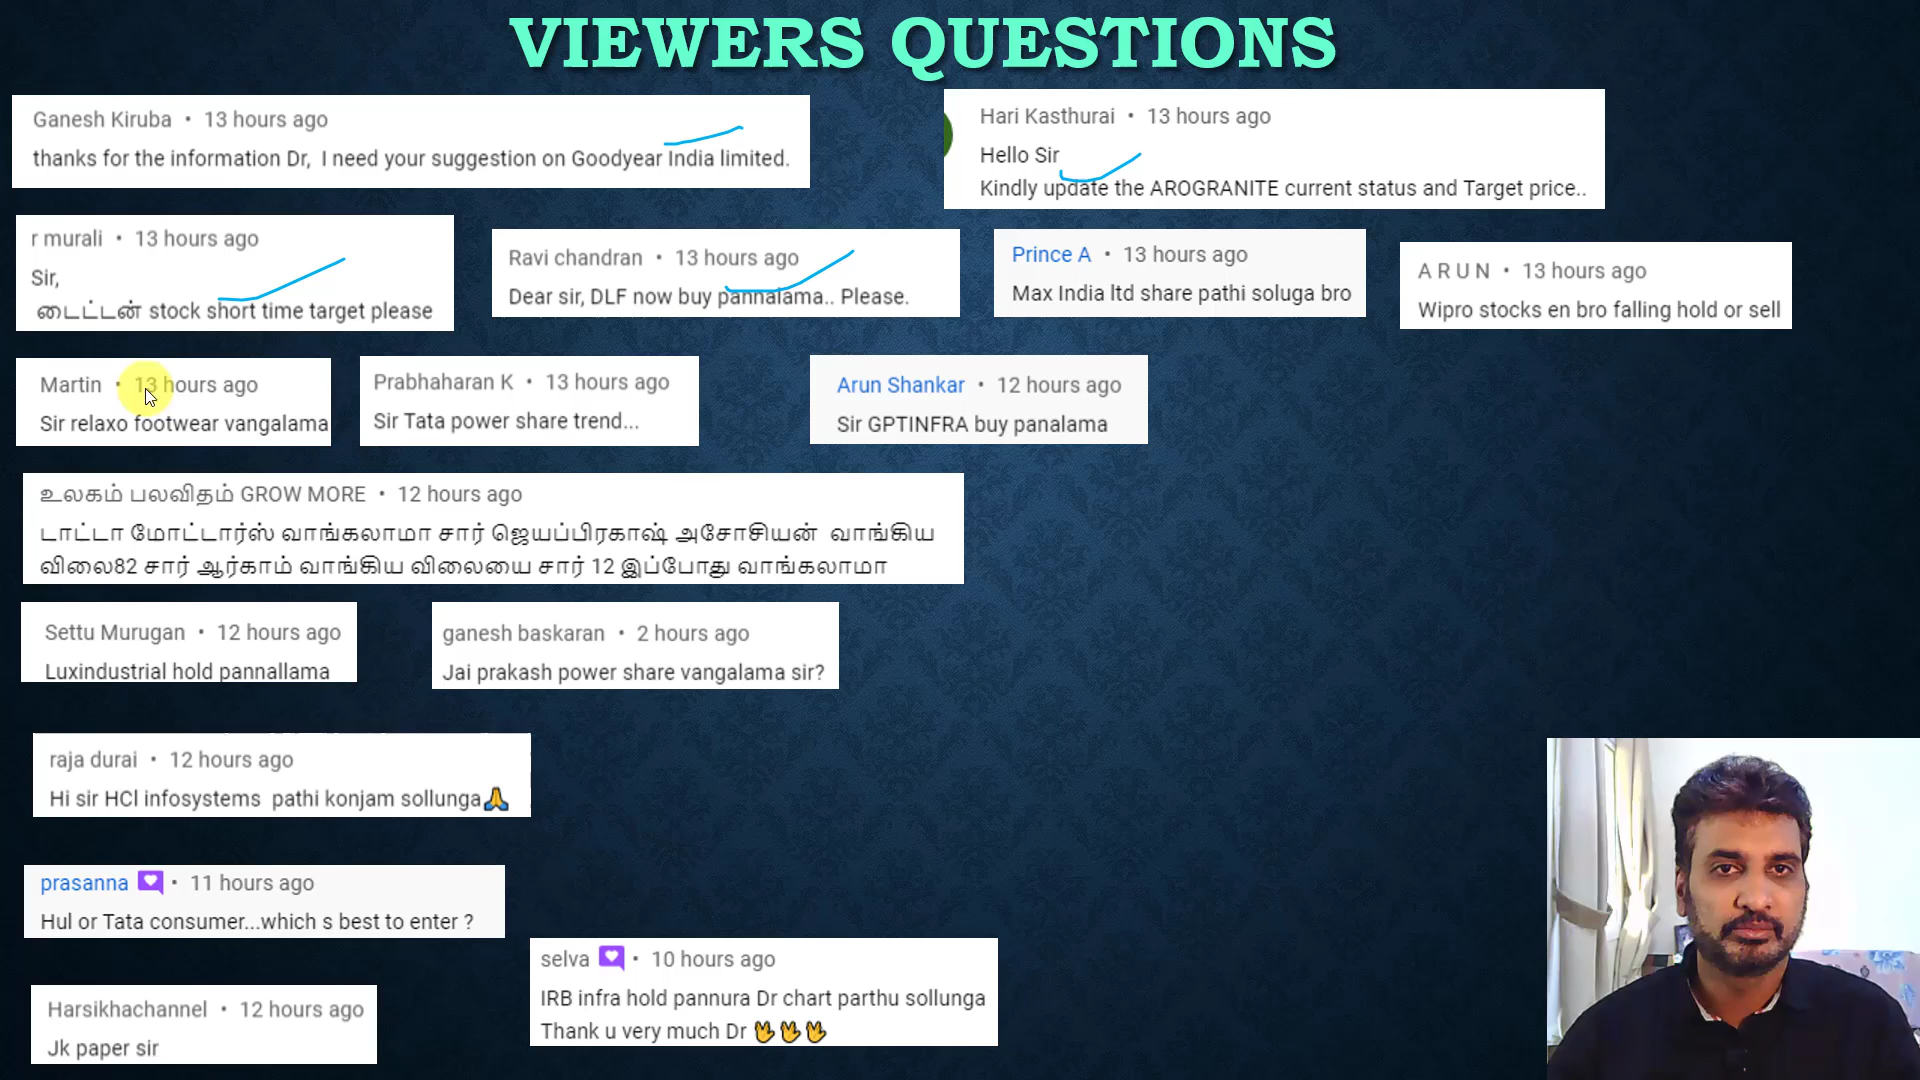 VIEWERS QUESTIONS
Ganesh Kiruba • 13 hours ago
thanks for the information Dr, I need your suggestion on Goodyear India limited.
Hari Kasthurai • 13 hours ago
Hello Sir
Kindly update the AROGRANITE current status and Target price..
r murali • 13 hours ago
Sir,
டைட்டன் stock short time target please
Ravi chandran • 13 hours ago
Dear sir, DLF now buy pannalama.. Please.
Prince A • 13 hours ago
Max India ltd share pathi soluga bro
A R U N • 13 hours ago
Wipro stocks en bro falling hold or sell
Martin • 13 hours ago
Sir relaxo footwear vangalama
Prabhaharan K • 13 hours ago
Sir Tata power share trend...
Arun Shankar • 12 hours ago
Sir GPTINFRA buy panalama
உலகம் பலவிதம் GROW MORE • 12 hours ago
டாட்டா மோட்டார்ஸ் வாங்கலாமா சார் ஜெயப்பிரகாஷ் அசோசியன் வாங்கிய
விலை82 சார் ஆர்காம் வாங்கிய விலையை சார் 12 இப்போது வாங்கலாமா
Settu Murugan • 12 hours ago
Luxindustrial hold pannallama
ganesh baskaran • 2 hours ago
Jai prakash power share vangalama sir?
raja durai • 12 hours ago
Hi sir HCl infosystems pathi konjam sollunga🙏
prasanna • 11 hours ago
Hul or Tata consumer...which s best to enter ?
selva • 10 hours ago
IRB infra hold pannura Dr chart parthu sollunga
Thank u very much Dr 🖖🖖🖖
Harsikhachannel • 12 hours ago
Jk paper sir